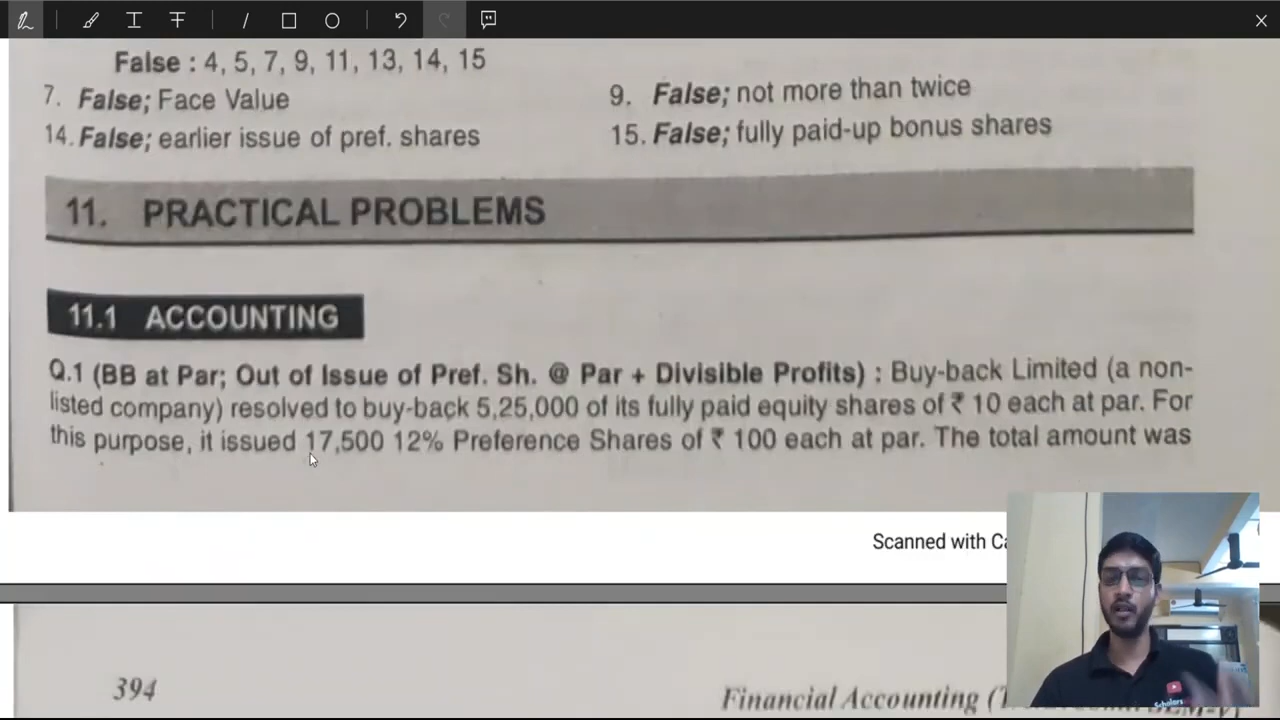 False : 4, 5, 7, 9, 11, 13, 14, 15
7. False; Face Value
9. False; not more than twice
14. False; earlier issue of pref. shares
15. False; fully paid-up bonus shares
11. PRACTICAL PROBLEMS
11.1 ACCOUNTING
Q.1 (BB at Par; Out of Issue of Pref. Sh. @ Par + Divisible Profits) : Buy-back Limited (a non-
listed company) resolved to buy-back 5,25,000 of its fully paid equity shares of ₹ 10 each at par. For
this purpose, it issued 17,500 12% Preference Shares of ₹ 100 each at par. The total amount was
Scanned with
394
Financial Accounting